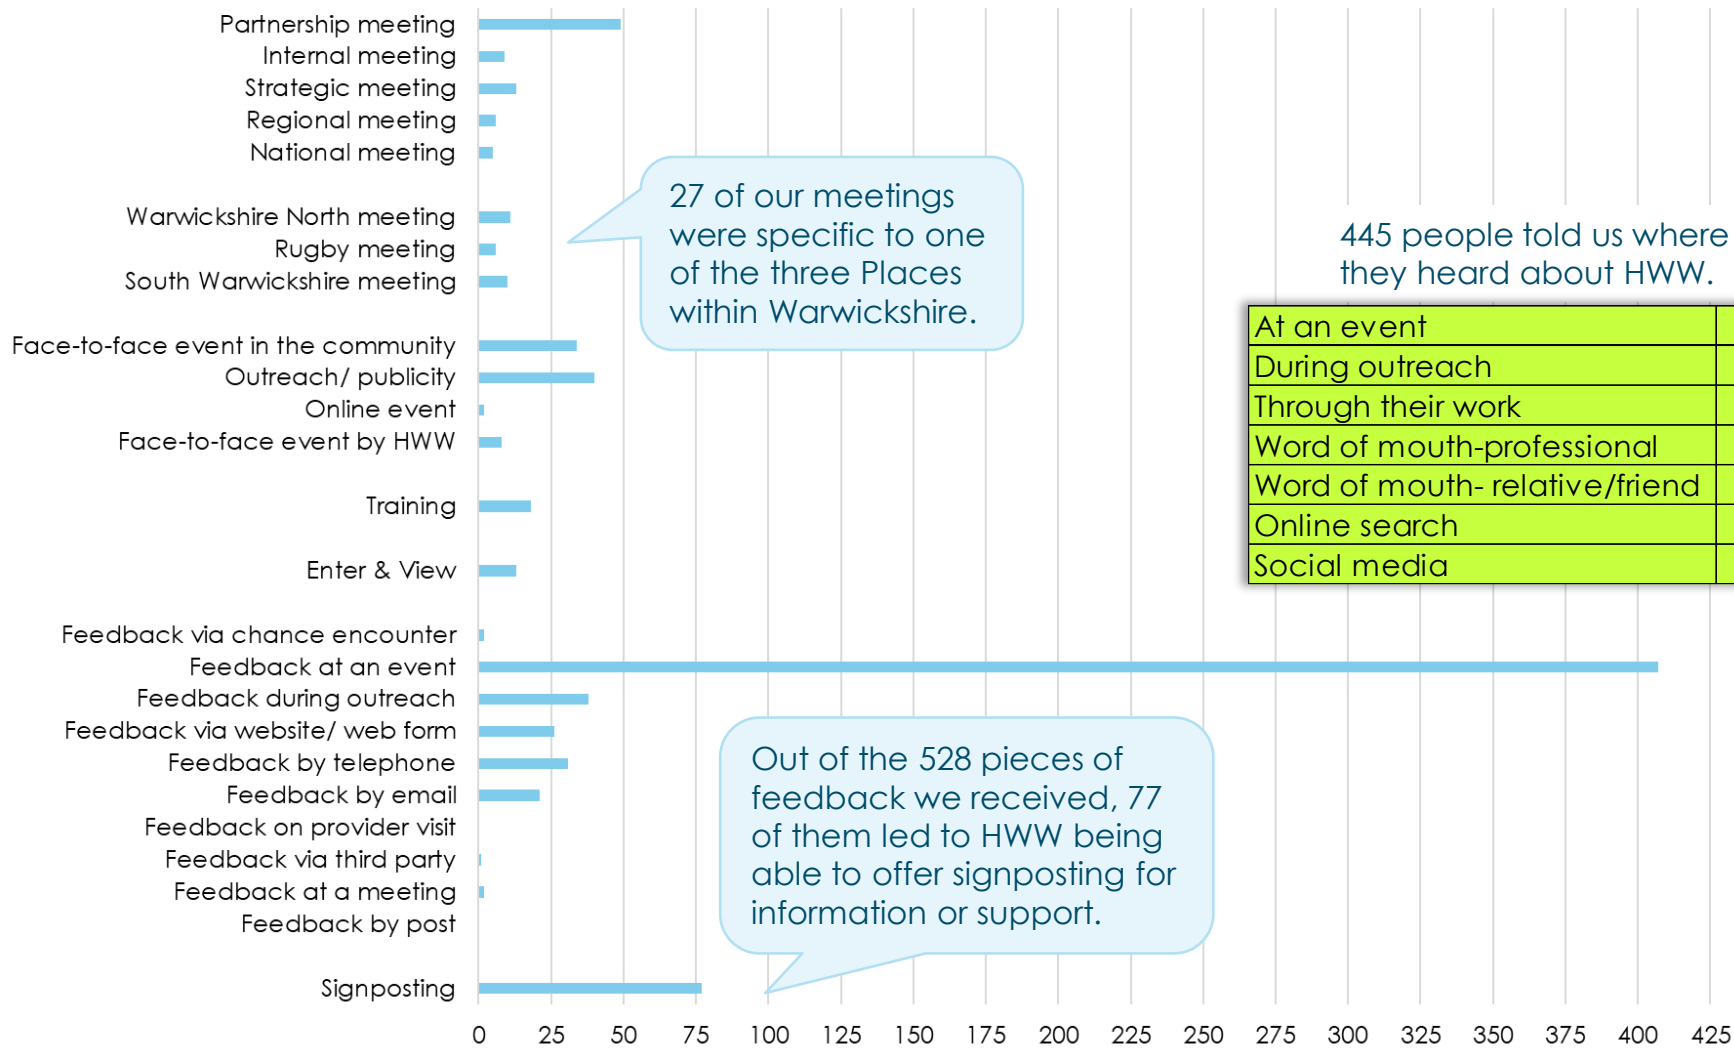 Partnership meeting
Internal meeting
Strategic meeting
Regional meeting
National meeting
Warwickshire North meeting
Rugby meeting
South Warwickshire meeting
Face-to-face event in the community
Outreach/ publicity
Online event
Face-to-face event by HWW
Training
Enter & View
Feedback via chance encounter
Feedback at an event
Feedback during outreach
Feedback via website/ web form
Feedback by telephone
Feedback by email
Feedback on provider visit
Feedback via third party
Feedback at a meeting
Feedback by post
Signposting
0 25 50 75 100 125 150 175 200 225 250 275 300 325 350 375 400 425
27 of our meetings
were specific to one
of the three Places
within Warwickshire.
445 people told us where
they heard about HWW.
At an event
During outreach
Through their work
Word of mouth-professional
Word of mouth- relative/friend
Online search
Social media
Out of the 528 pieces of
feedback we received, 77
of them led to HWW being
able to offer signposting for
information or support.